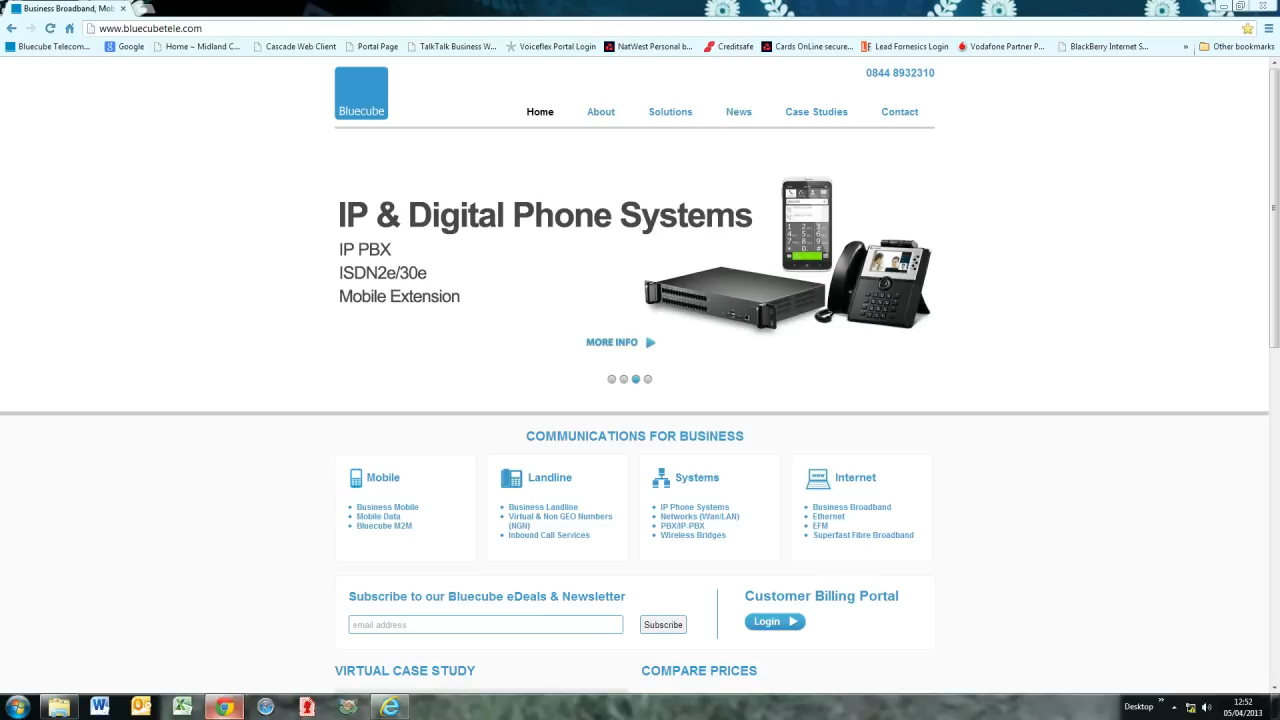 Business Broadband, Mob
www.bluecubetele.com
Bluecube Telecom...
Google
Home ~ Midland C...
Cascade Web Client
Portal Page
TalkTalk Business W...
Voiceflex Portal Login
NatWest Personal b...
Creditsafe
Cards OnLine secure...
Lead Fornesics Login
Vodafone Partner P...
BlackBerry Internet S...
»
Other bookmarks
0844 8932310
Bluecube
Home
About
Solutions
News
Case Studies
Contact
IP & Digital Phone Systems
IP PBX
ISDN2e/30e
Mobile Extension
MORE INFO
COMMUNICATIONS FOR BUSINESS
Mobile
Business Mobile
Mobile Data
Bluecube M2M
Landline
Business Landline
Virtual & Non GEO Numbers
(NGN)
Inbound Call Services
Systems
IP Phone Systems
Networks (Wan/LAN)
PBX/IP-PBX
Wireless Bridges
www
Internet
Business Broadband
Ethernet
EFM
Superfast Fibre Broadband
Subscribe to our Bluecube eDeals & Newsletter
email address
Subscribe
Customer Billing Portal
Login
VIRTUAL CASE STUDY
COMPARE PRICES
Desktop
»
12:52
05/04/2013